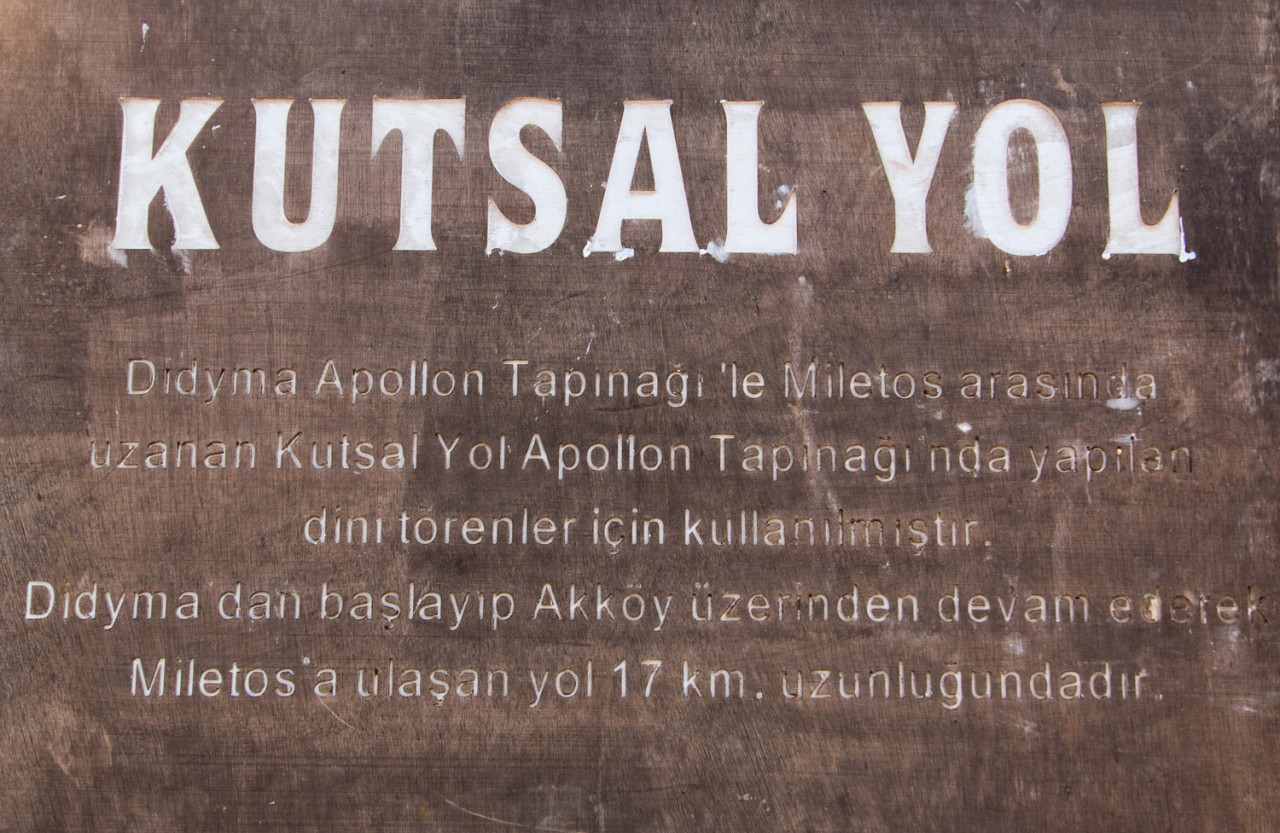 KUTSAL YOL
Didyma Apollon Tapınağı 'le Miletos arasında
uzanan Kutsal Yol Apollon Tapınağı'nda yapılan
dini törenler için kullanılmıştır.
Didyma'dan başlayıp Akköy üzerinden devam ederek
Miletos'a ulaşan yol 17 km. uzunluğundadır.